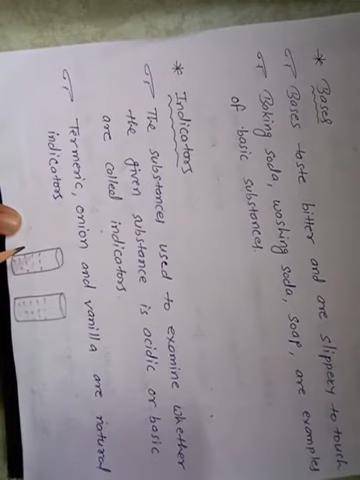 * Bases
→ Bases taste bitter and are slippery to touch
→ Baking soda, washing soda, soap, are examples
of basic substances.
* Indicators
→ The substances used to examine whether
the given substance is acidic or basic
are called indicators
→ Termeric, onion and vanilla are natural
indicators